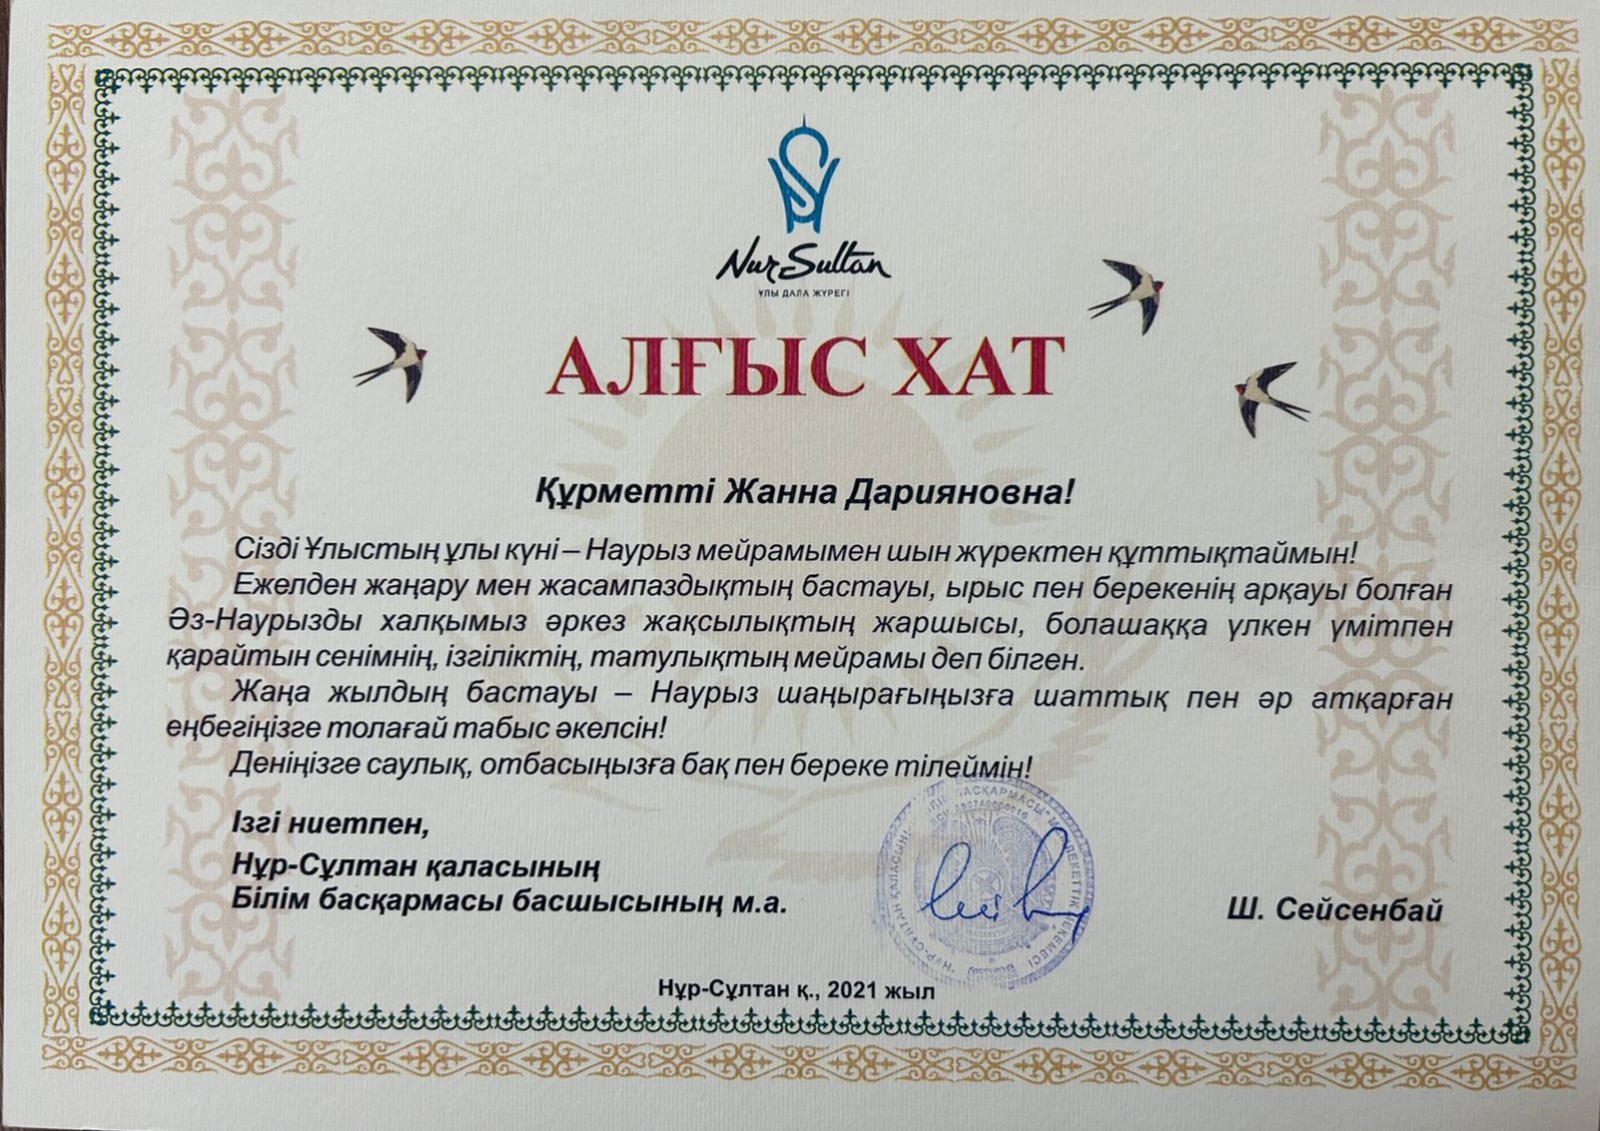 Nur Sultan
ҰЛЫ ДАЛА ЖҮРЕГІ
АЛҒЫС ХАТ
Құрметті Жанна Дарияновна!
Сізді Ұлыстың ұлы күні – Наурыз мейрамымен шын жүректен құттықтаймын!
Ежелден жаңару мен жасампаздықтың бастауы, ырыс пен берекенің арқауы болған
Әз-Наурызды халқымыз әркез жақсылықтың жаршысы, болашаққа үлкен үмітпен
қарайтын сенімнің, ізгіліктің, татулықтың мейрамы деп білген.
Жаңа жылдың бастауы – Наурыз шаңырағыңызға шаттық пен әр атқарған
еңбегіңізге толағай табыс әкелсін!
Деніңізге саулық, отбасыңызға бақ пен береке тілеймін!
Ізгі ниетпен,
Нұр-Сұлтан қаласының
Білім басқармасы басшысының м.а.
Ш. Сейсенбай
Нұр-Сұлтан қ., 2021 жыл